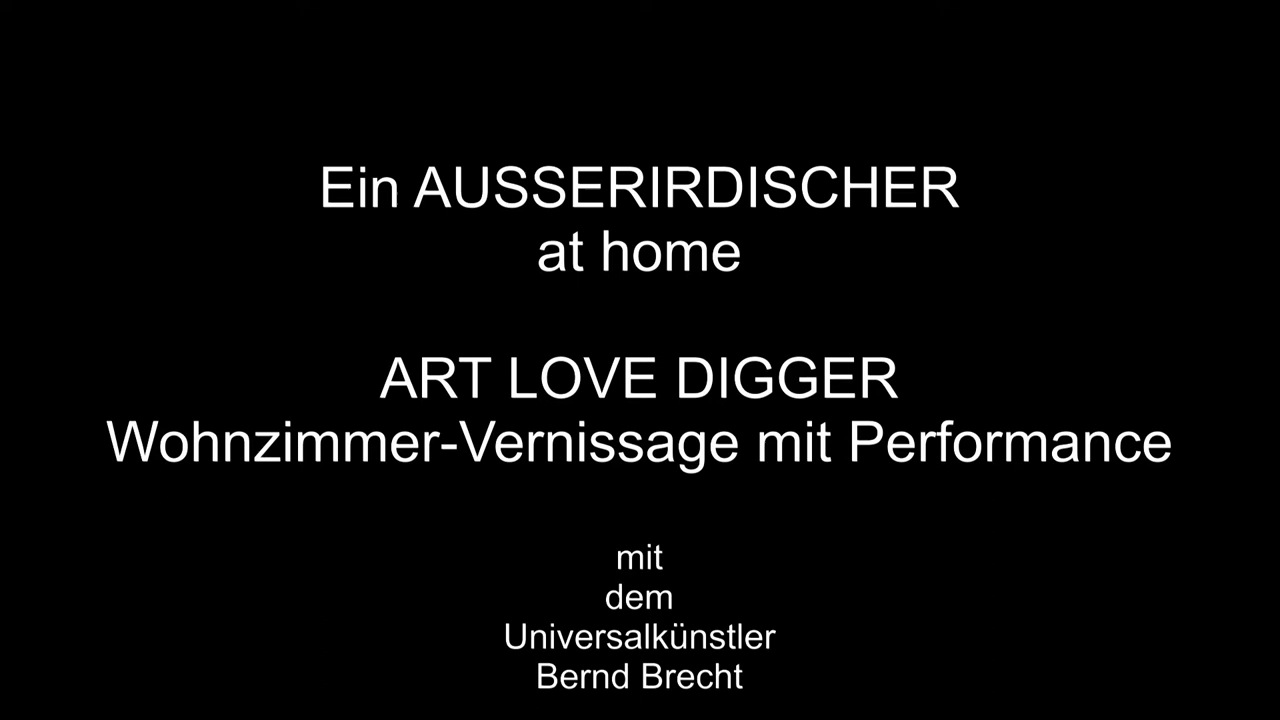 Ein AUSSERIRDISCHER
at home
ART LOVE DIGGER
Wohnzimmer-Vernissage mit Performance
mit
dem
Universalkünstler
Bernd Brecht